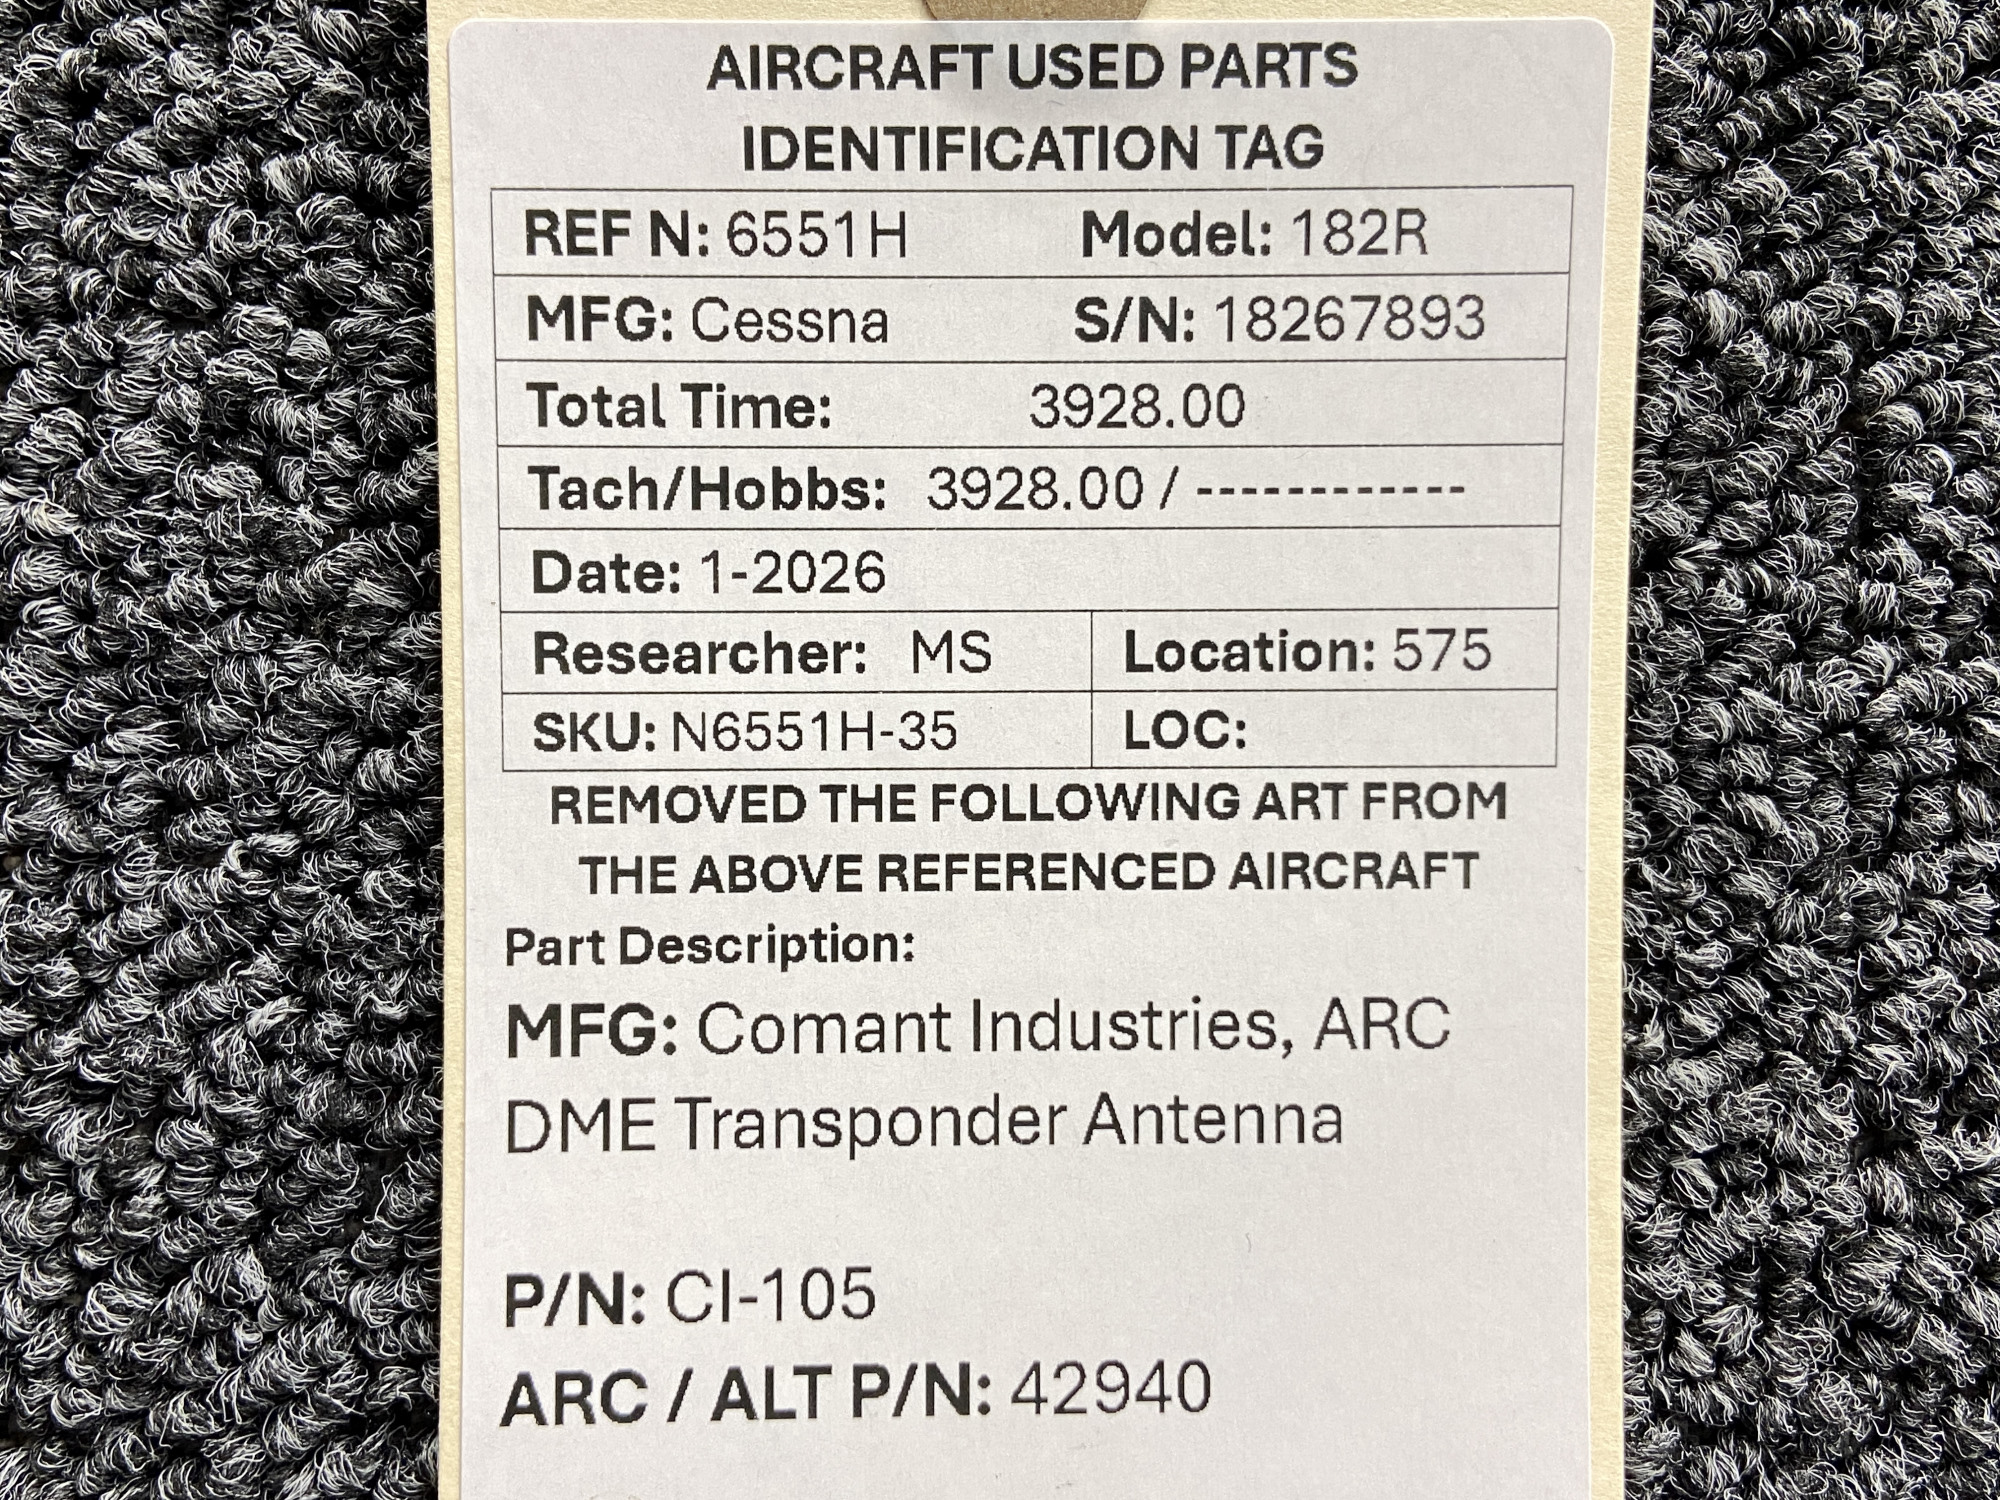 AIRCRAFT USED PARTS
IDENTIFICATION TAG
REF N: 6551H Model: 182R
MFG: Cessna S/N: 18267893
Total Time: 3928.00
Tach/Hobbs: 3928.00 / ------------
Date: 1-2026
Researcher: MS Location: 575
SKU: N6551H-35 LOC:
REMOVED THE FOLLOWING ART FROM
THE ABOVE REFERENCED AIRCRAFT
Part Description:
MFG: Comant Industries, ARC
DME Transponder Antenna
P/N: CI-105
ARC / ALT P/N: 42940